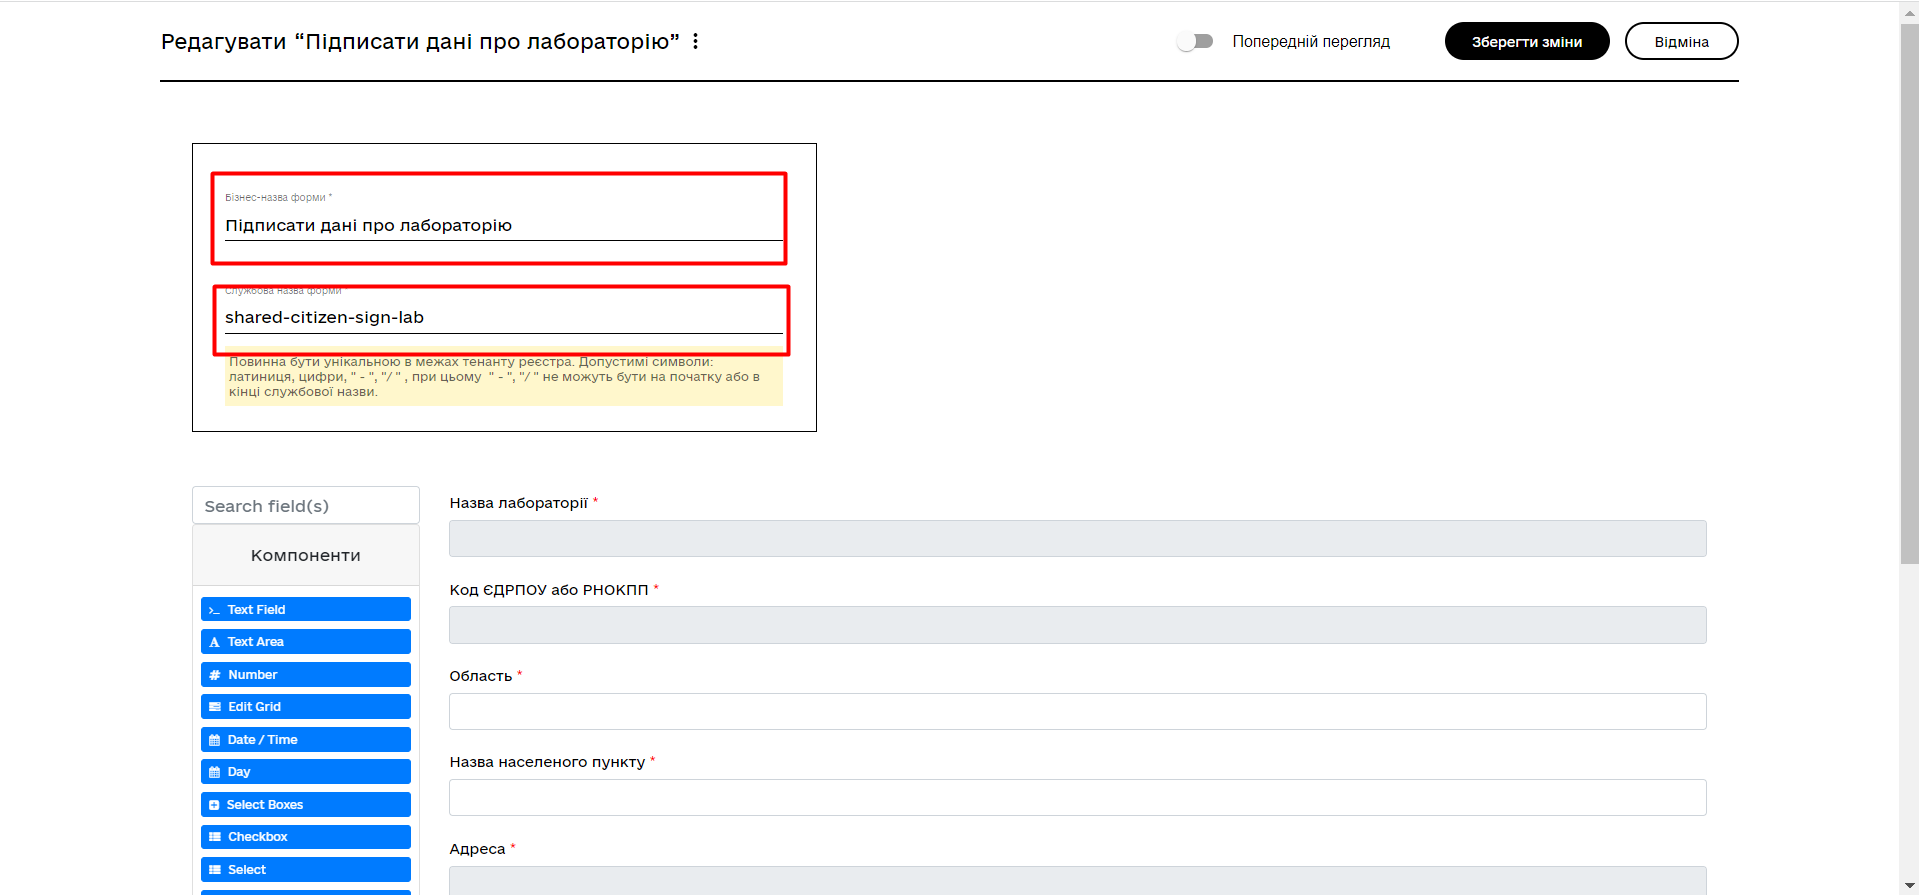 Редагувати “Підписати дані про лабораторію”
Попередній перегляд
Зберегти зміни
Відміна
Бізнес-назва форми *
Підписати дані про лабораторію
Службова назва форми *
shared-citizen-sign-lab
Повинна бути унікальною в межах тенанту реєстра. Допустимі символи:
латиниця, цифри, " - ", "/ " , при цьому " - ", "/ " не можуть бути на початку або в
кінці службової назви.
Search field(s)
Компоненти
Text Field
Text Area
Number
Edit Grid
Date / Time
Day
Select Boxes
Checkbox
Select
Назва лабораторії *
Код ЄДРПОУ або РНОКПП *
Область *
Назва населеного пункту *
Адреса *